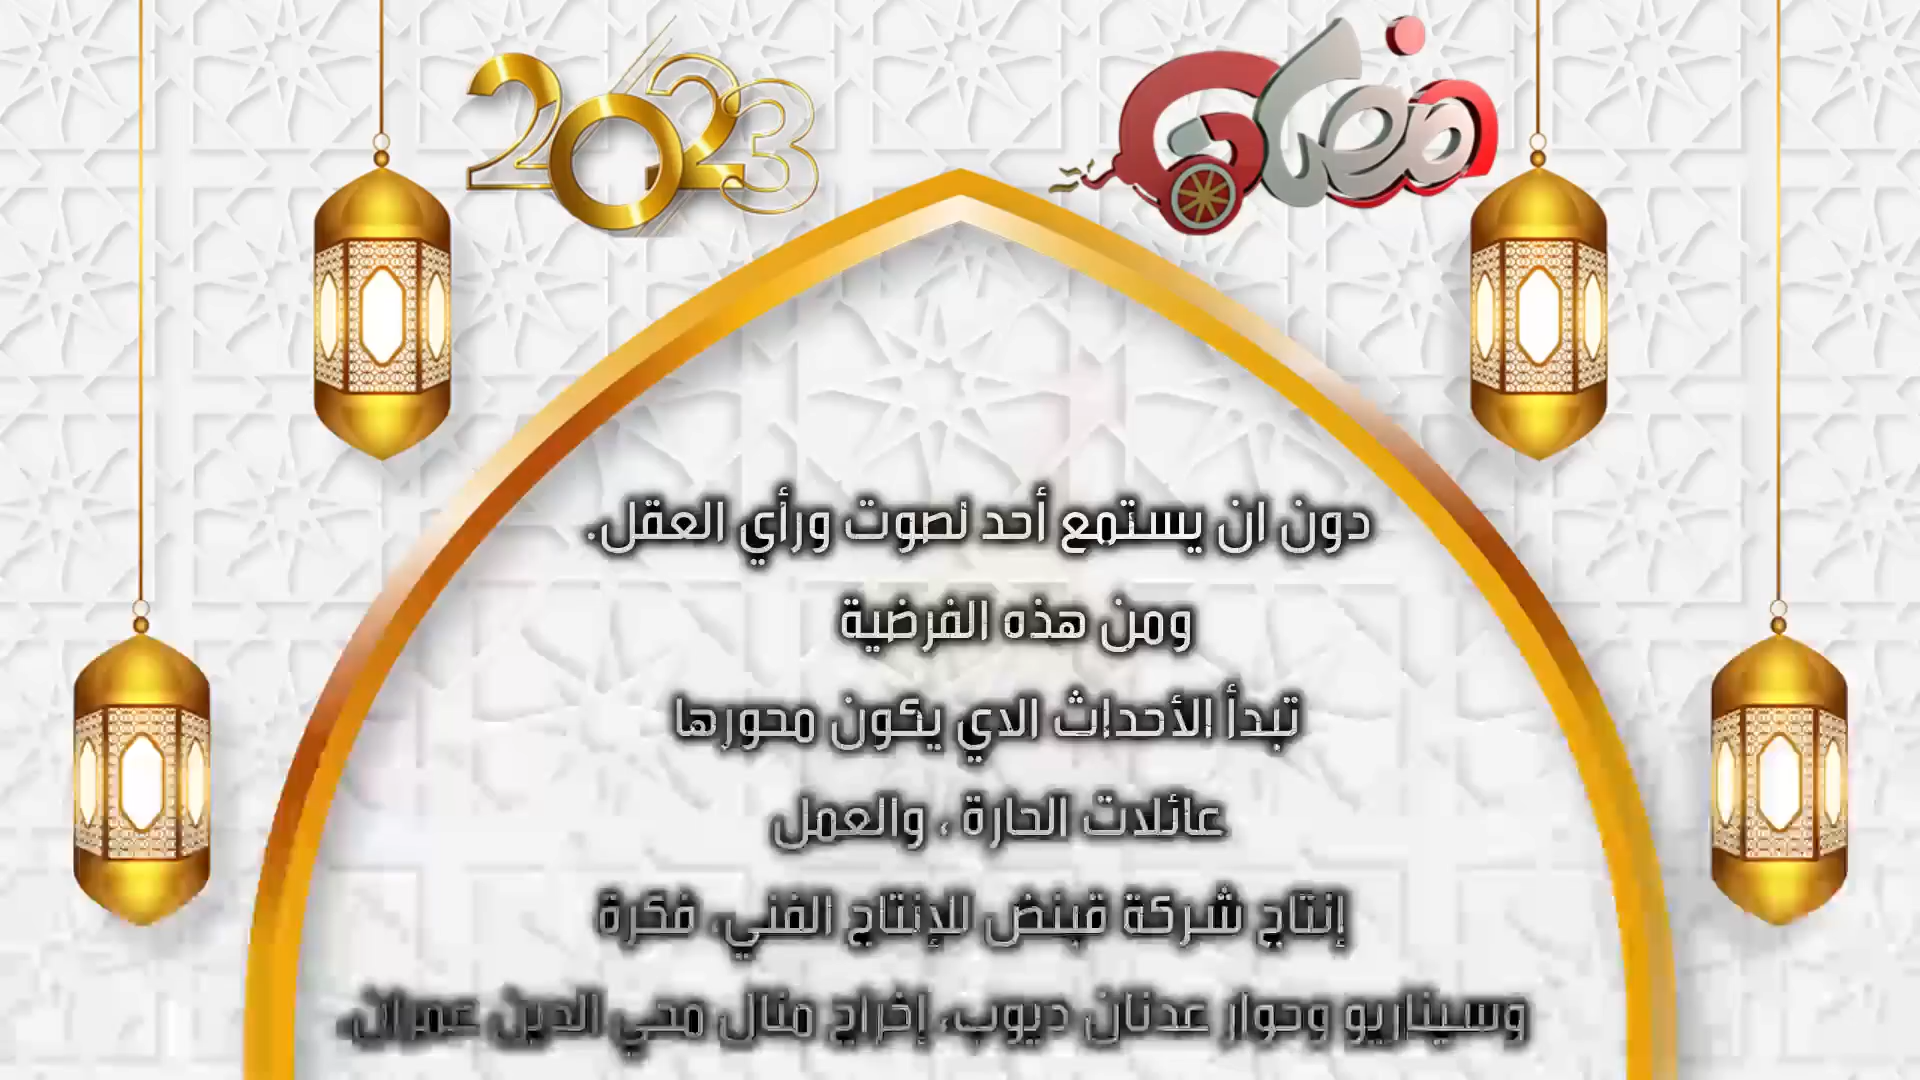 2023
رمضان
دون ان يستمع أحد لصوت ورأي العقل.
ومن هذه الفرضية
تبدأ الأحداث الاي يكون محورها
عائلات الحارة ، والعمل
إنتاج شركة قبنض للإنتاج الفني، فكرة
وسيناريو وحوار عدنان ديوب، إخراج منال محي الدين عمران.